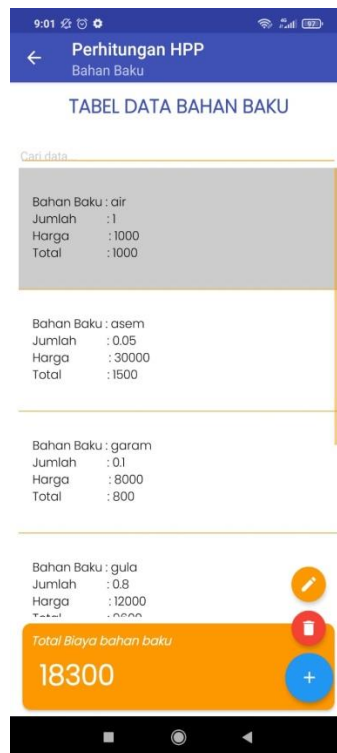 9:01
97
Perhitungan HPP
Bahan Baku
TABEL DATA BAHAN BAKU
Cari data...
Bahan Baku : air
Jumlah : 1
Harga : 1000
Total : 1000
Bahan Baku : asem
Jumlah : 0.05
Harga : 30000
Total : 1500
Bahan Baku : garam
Jumlah : 0.1
Harga : 8000
Total : 800
Bahan Baku : gula
Jumlah : 0.8
Harga : 12000
Total : 9600
Total Biaya bahan baku
18300